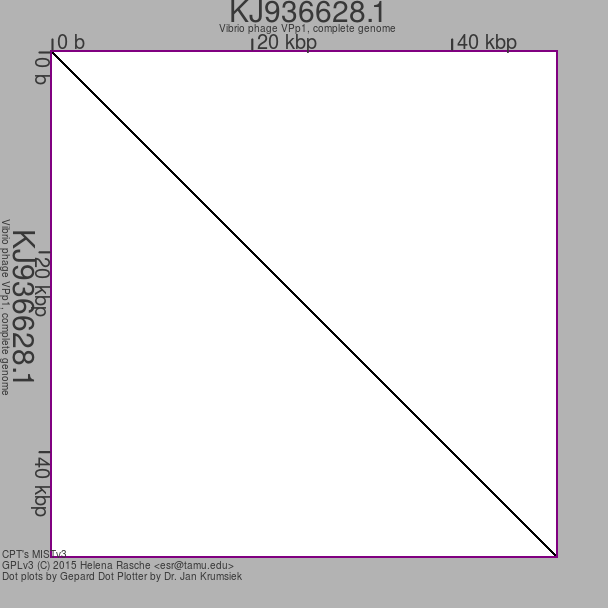 KJ936628.1
Vibrio phage VPp1, complete genome
0 b
20 kbp
40 kbp
0 b
20 kbp
40 kbp
KJ936628.1
Vibrio phage VPp1, complete genome
CPT's MISTv3
GPLv3 (C) 2015 Helena Rasche <esr@tamu.edu>
Dot plots by Gepard Dot Plotter by Dr. Jan Krumsiek